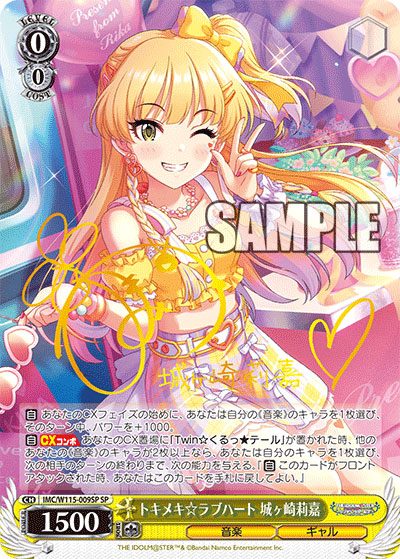 LEVEL
0
0
COST
Present
from
Rika
SAMPLE
城ヶ崎莉嘉
Pre
自 あなたのCXフェイズの始めに、あなたは自分の《音楽》のキャラを1枚選び、
そのターン中、パワーを+1000。
自 CXコンボ あなたのCX置場に「Twin☆くるっ★テール」が置かれた時、他の
あなたの《音楽》のキャラが2枚以上なら、あなたは自分のキャラを1枚選び、
次の相手のターンの終わりまで、次の能力を与える。『自 このカードがフロント
アタックされた時、あなたはこのカードを手札に戻してよい。』
CH IMC/W115-009SP SP
トキメキ☆ラブハート 城ヶ崎莉嘉
POWER
1500
SOUL
音楽
ギャル
THE IDOLM@STER™& ©Bandai Namco Entertainment Inc.